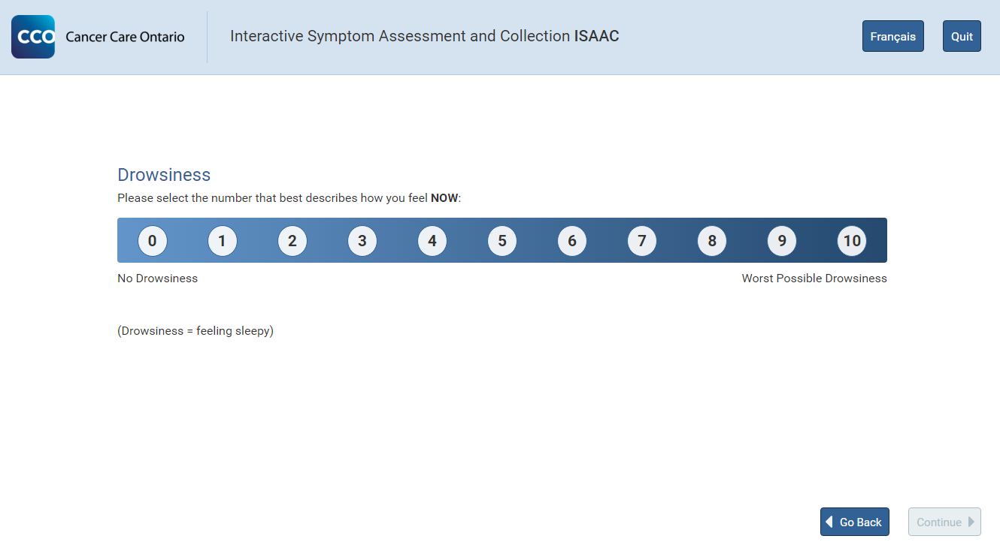 CCO Cancer Care Ontario
Interactive Symptom Assessment and Collection ISAAC
Français
Quit
Drowsiness
Please select the number that best describes how you feel NOW:
0 1 2 3 4 5 6 7 8 9 10
No Drowsiness Worst Possible Drowsiness
(Drowsiness = feeling sleepy)
Go Back
Continue